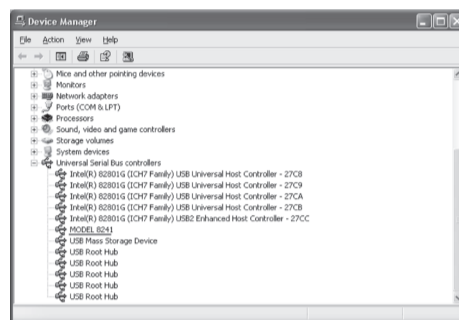 Device Manager
File Action View Help
Mice and other pointing devices
Monitors
Network adapters
Ports (COM & LPT)
Processors
Sound, video and game controllers
Storage volumes
System devices
Universal Serial Bus controllers
Intel(R) 82801G (ICH7 Family) USB Universal Host Controller - 27C8
Intel(R) 82801G (ICH7 Family) USB Universal Host Controller - 27C9
Intel(R) 82801G (ICH7 Family) USB Universal Host Controller - 27CA
Intel(R) 82801G (ICH7 Family) USB Universal Host Controller - 27CB
Intel(R) 82801G (ICH7 Family) USB2 Enhanced Host Controller - 27CC
MODEL 8241
USB Mass Storage Device
USB Root Hub
USB Root Hub
USB Root Hub
USB Root Hub
USB Root Hub